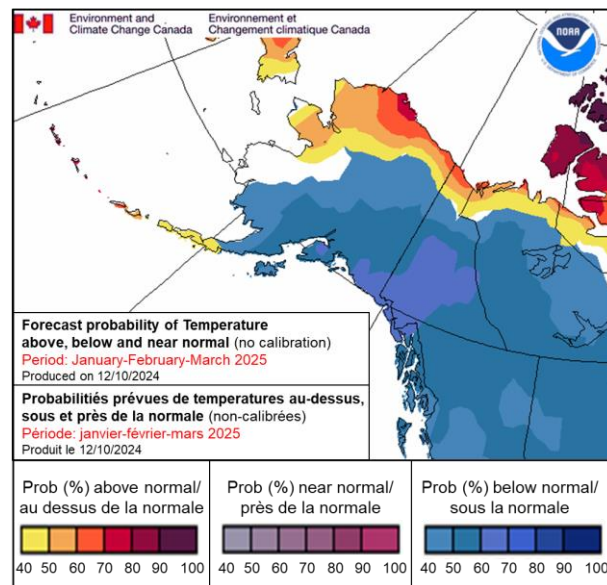 Environment and
Climate Change Canada
Environnement et
Changement climatique Canada
NOAA
Forecast probability of Temperature
above, below and near normal (no calibration)
Period: January-February-March 2025
Produced on 12/10/2024
Probabilitiés prévues de temperatures au-dessus,
sous et près de la normale (non-calibrées)
Période: janvier-février-mars 2025
Produit le 12/10/2024
Prob (%) above normal/
au dessus de la normale
40 50 60 70 80 90 100
Prob (%) near normal/
près de la normale
40 50 60 70 80 90 100
Prob (%) below normal/
sous la normale
40 50 60 70 80 90 100